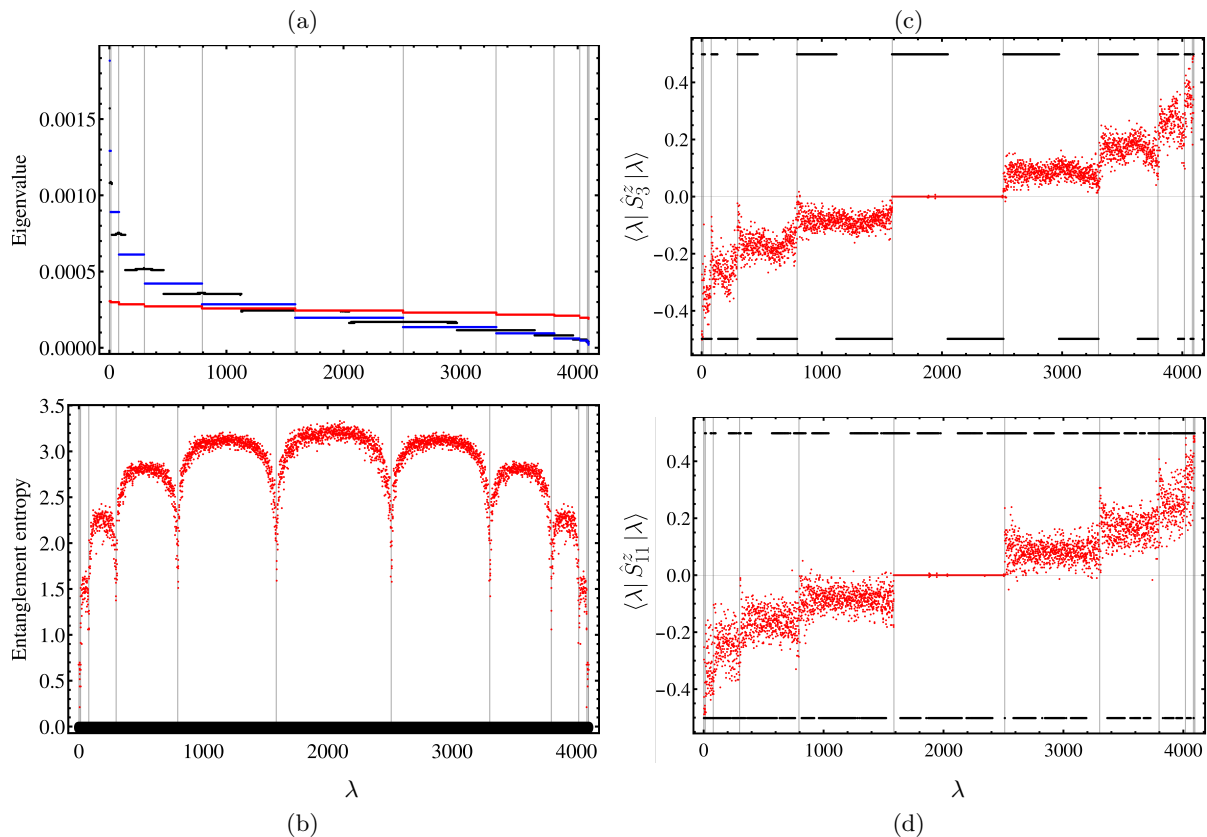 (a)
Eigenvalue
0.0015
0.0010
0.0005
0.0000
0 1000 2000 3000 4000
Entanglement entropy
3.5
3.0
2.5
2.0
1.5
1.0
0.5
0.0
0 1000 2000 3000 4000
λ
(b)
(c)
⟨λ| Ŝ₃ᶻ |λ⟩
0.4
0.2
0.0
−0.2
−0.4
0 1000 2000 3000 4000
⟨λ| Ŝ₁₁ᶻ |λ⟩
0.4
0.2
0.0
−0.2
−0.4
0 1000 2000 3000 4000
λ
(d)